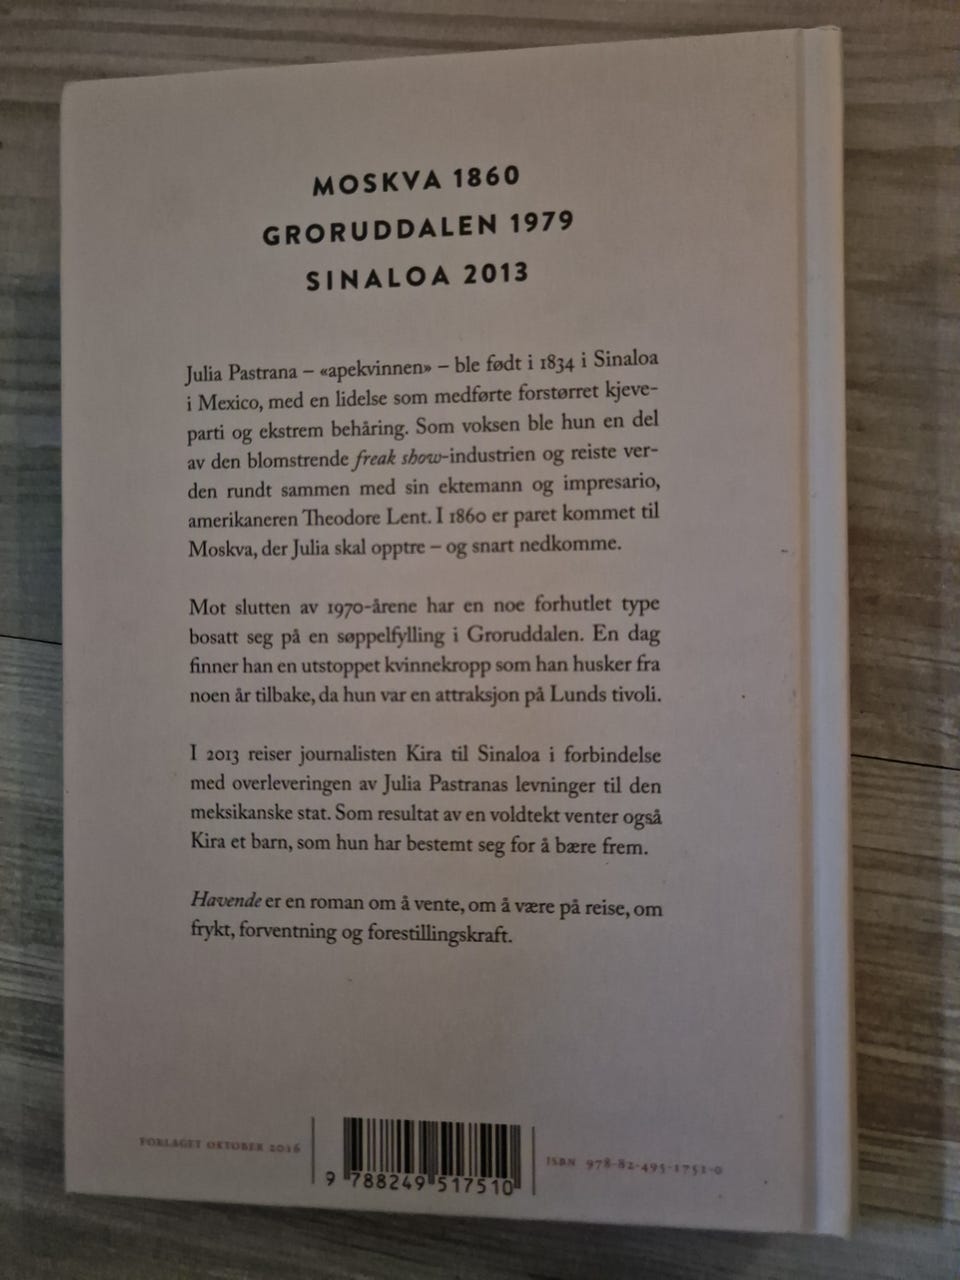 MOSKVA 1860
GRORUDDALEN 1979
SINALOA 2013
Julia Pastrana – «apekvinnen» – ble født i 1834 i Sinaloa
i Mexico, med en lidelse som medførte forstørret kjeve-
parti og ekstrem behåring. Som voksen ble hun en del
av den blomstrende freak show-industrien og reiste ver-
den rundt sammen med sin ektemann og impresario,
amerikaneren Theodore Lent. I 1860 er paret kommet til
Moskva, der Julia skal opptre – og snart nedkomme.
Mot slutten av 1970-årene har en noe forhutlet type
bosatt seg på en søppelfylling i Groruddalen. En dag
finner han en utstoppet kvinnekropp som han husker fra
noen år tilbake, da hun var en attraksjon på Lunds tivoli.
I 2013 reiser journalisten Kira til Sinaloa i forbindelse
med overleveringen av Julia Pastranas levninger til den
meksikanske stat. Som resultat av en voldtekt venter også
Kira et barn, som hun har bestemt seg for å bære frem.
Havende er en roman om å vente, om å være på reise, om
frykt, forventning og forestillingskraft.
FORLAGET OKTOBER 2016
9 788249 517510
ISBN 978-82-495-1751-0